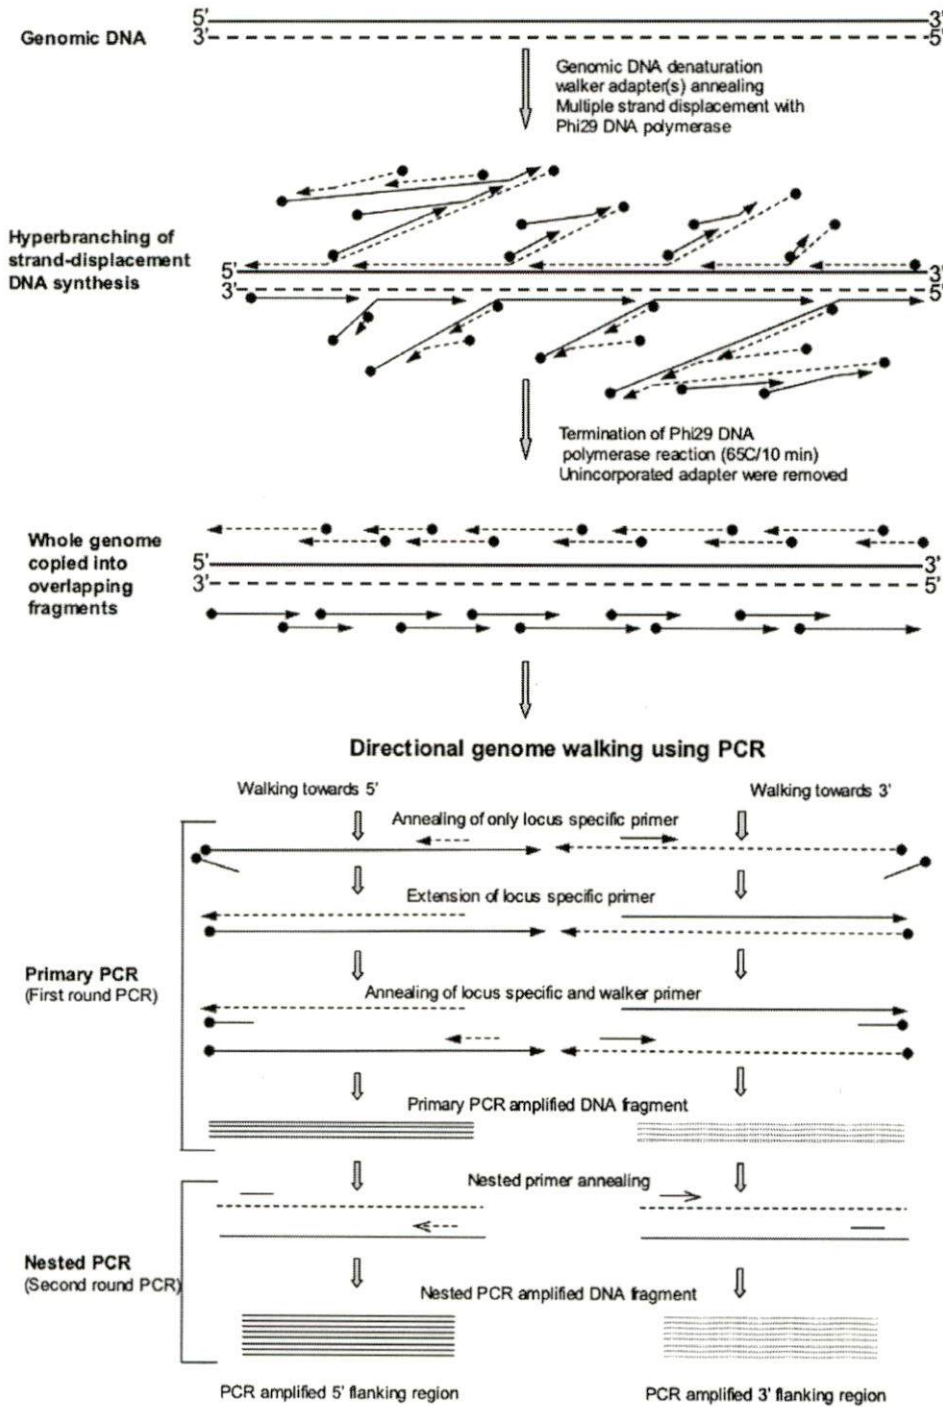 5' 3'
Genomic DNA
3' 5'
Genomic DNA denaturation
walker adapter(s) annealing
Multiple strand displacement with
Phi29 DNA polymerase
Hyperbranching of
strand-displacement
DNA synthesis
5' 3'
3' 5'
Termination of Phi29 DNA
polymerase reaction (65C/10 min)
Unincorporated adapter were removed
Whole genome
copied into
overlapping
fragments
5' 3'
3' 5'
Directional genome walking using PCR
Walking towards 5' Walking towards 3'
Annealing of only locus specific primer
Extension of locus specific primer
Primary PCR
(First round PCR)
Annealing of locus specific and walker primer
Primary PCR amplified DNA fragment
Nested primer annealing
Nested PCR
(Second round PCR)
Nested PCR amplified DNA fragment
PCR amplified 5' flanking region PCR amplified 3' flanking region